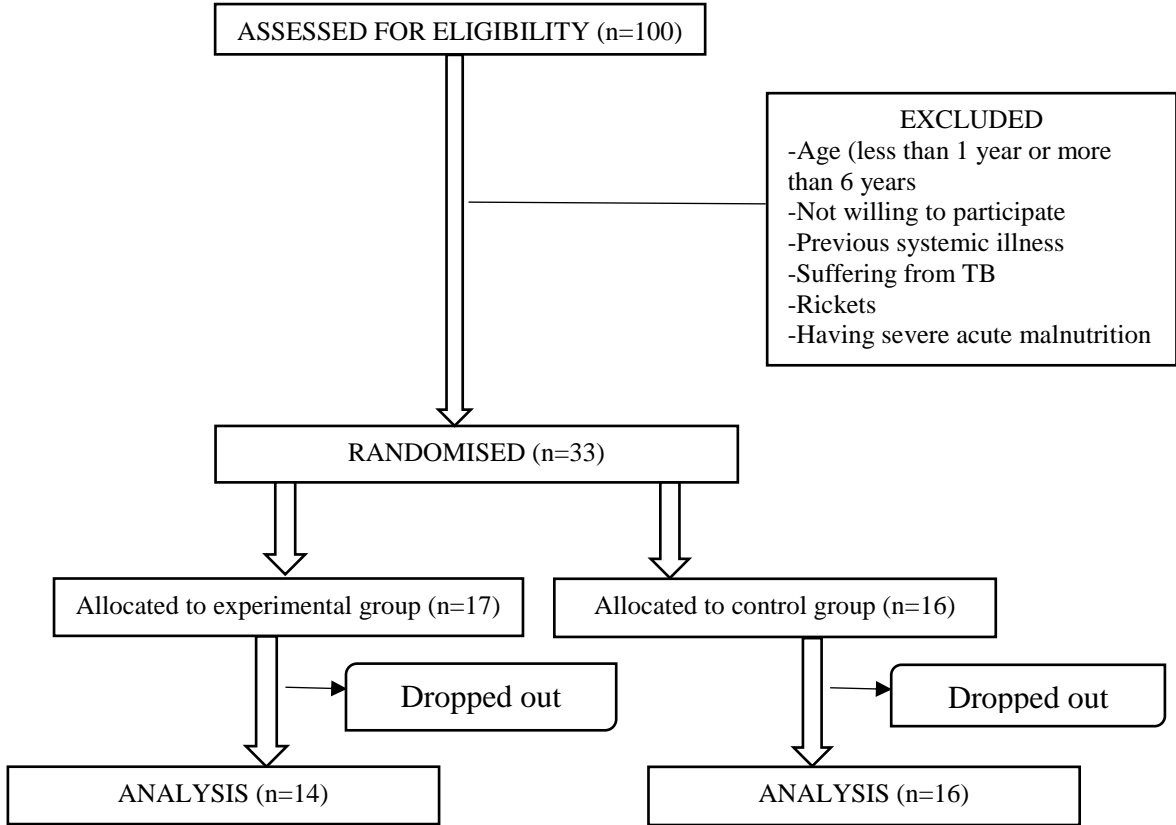 ASSESSED FOR ELIGIBILITY (n=100)
EXCLUDED
-Age (less than 1 year or more
than 6 years
-Not willing to participate
-Previous systemic illness
-Suffering from TB
-Rickets
-Having severe acute malnutrition
RANDOMISED (n=33)
Allocated to experimental group (n=17)
Allocated to control group (n=16)
Dropped out
Dropped out
ANALYSIS (n=14)
ANALYSIS (n=16)